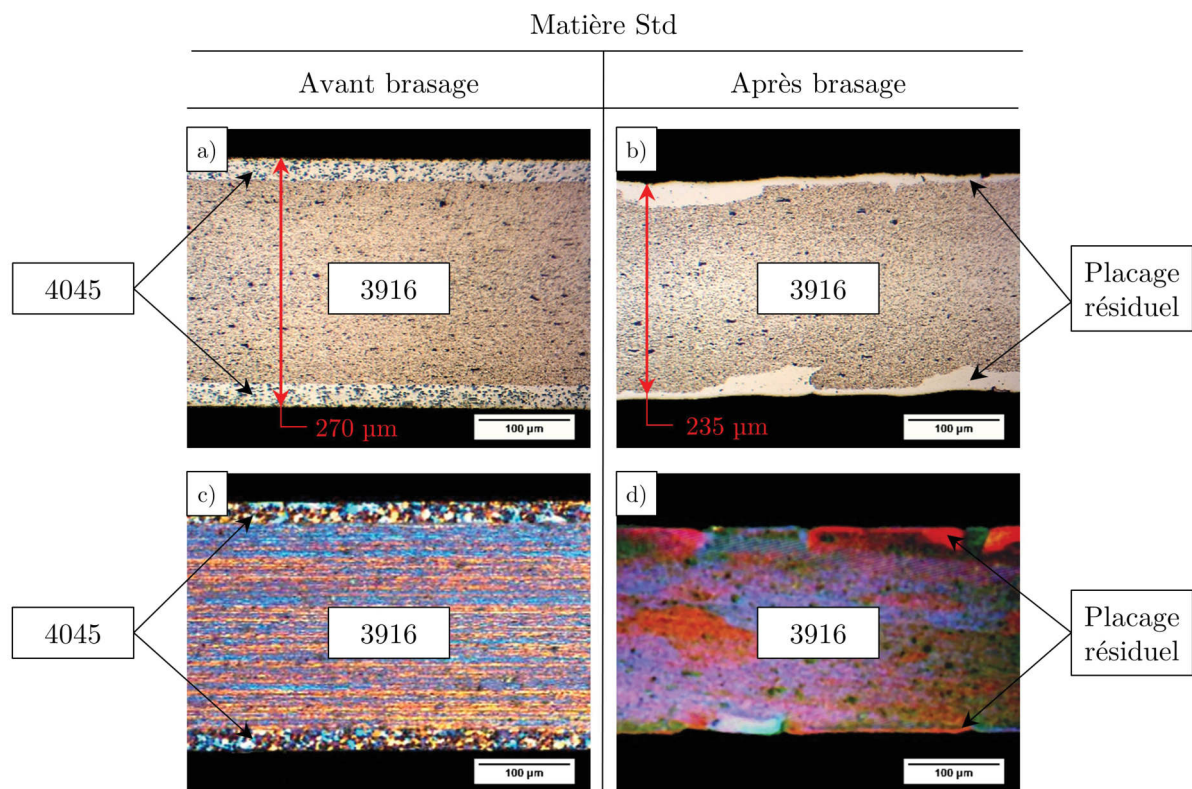 Matière Std
Avant brasage
Après brasage
a)
b)
4045
3916
3916
Placage
résiduel
270 µm
100 µm
235 µm
100 µm
c)
d)
4045
3916
3916
Placage
résiduel
100 µm
100 µm